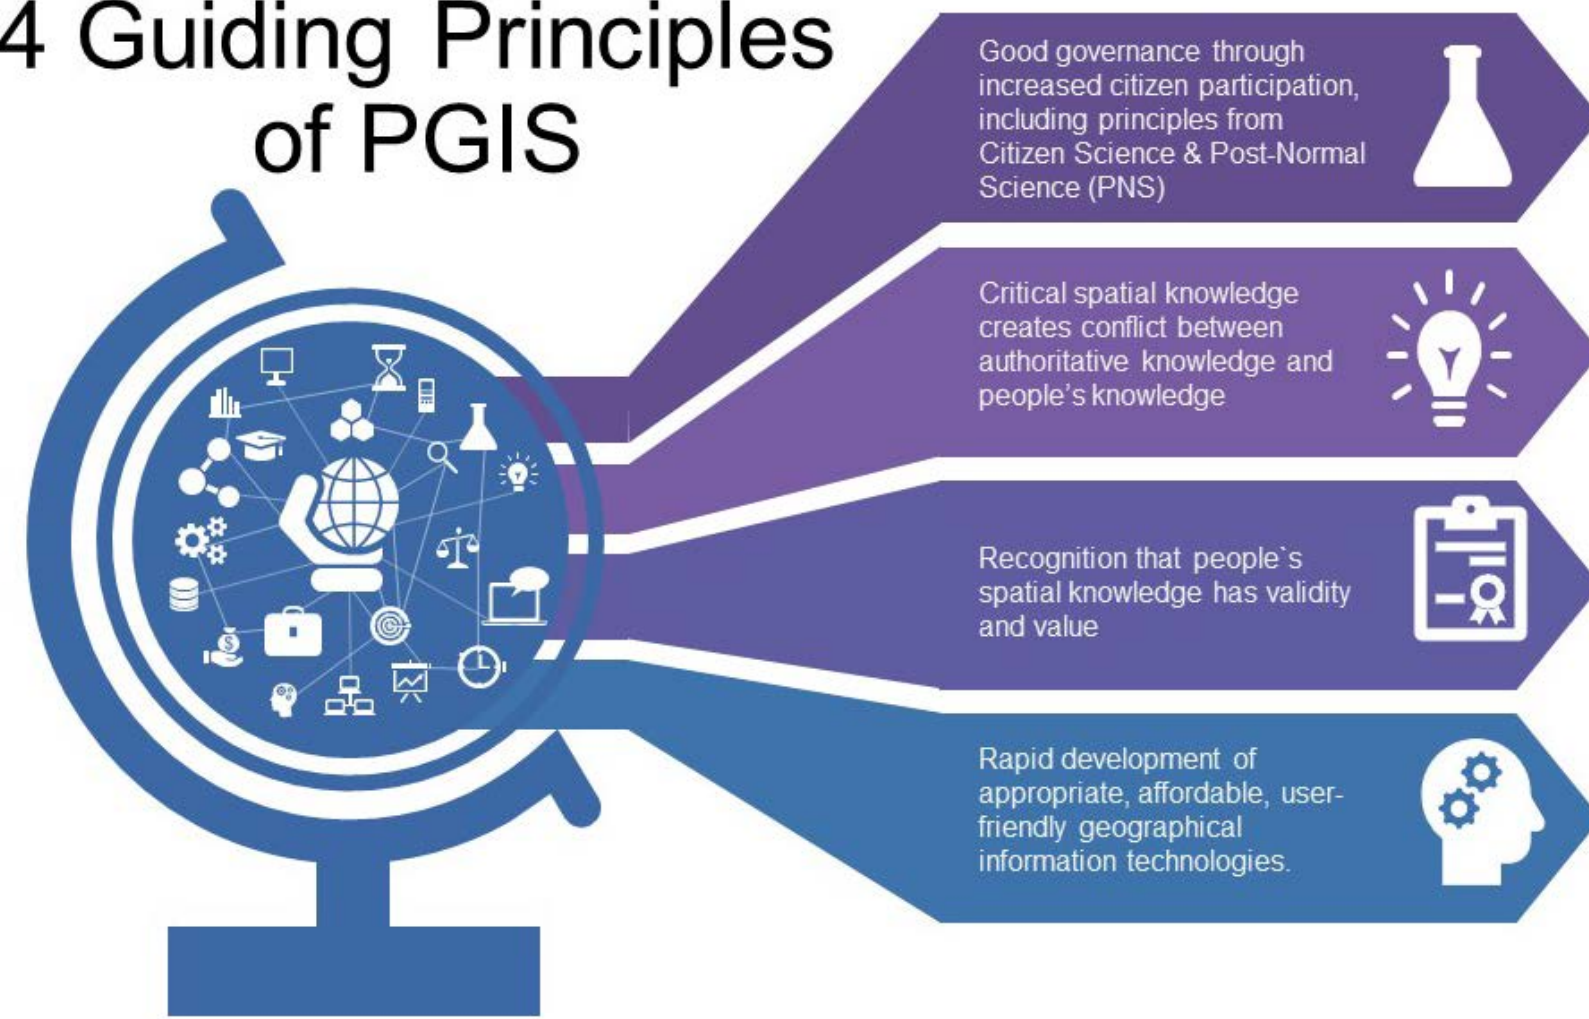 4 Guiding Principles
of PGIS
Good governance through
increased citizen participation,
including principles from
Citizen Science & Post-Normal
Science (PNS)
Critical spatial knowledge
creates conflict between
authoritative knowledge and
people’s knowledge
Recognition that people`s
spatial knowledge has validity
and value
Rapid development of
appropriate, affordable, user-
friendly geographical
information technologies.